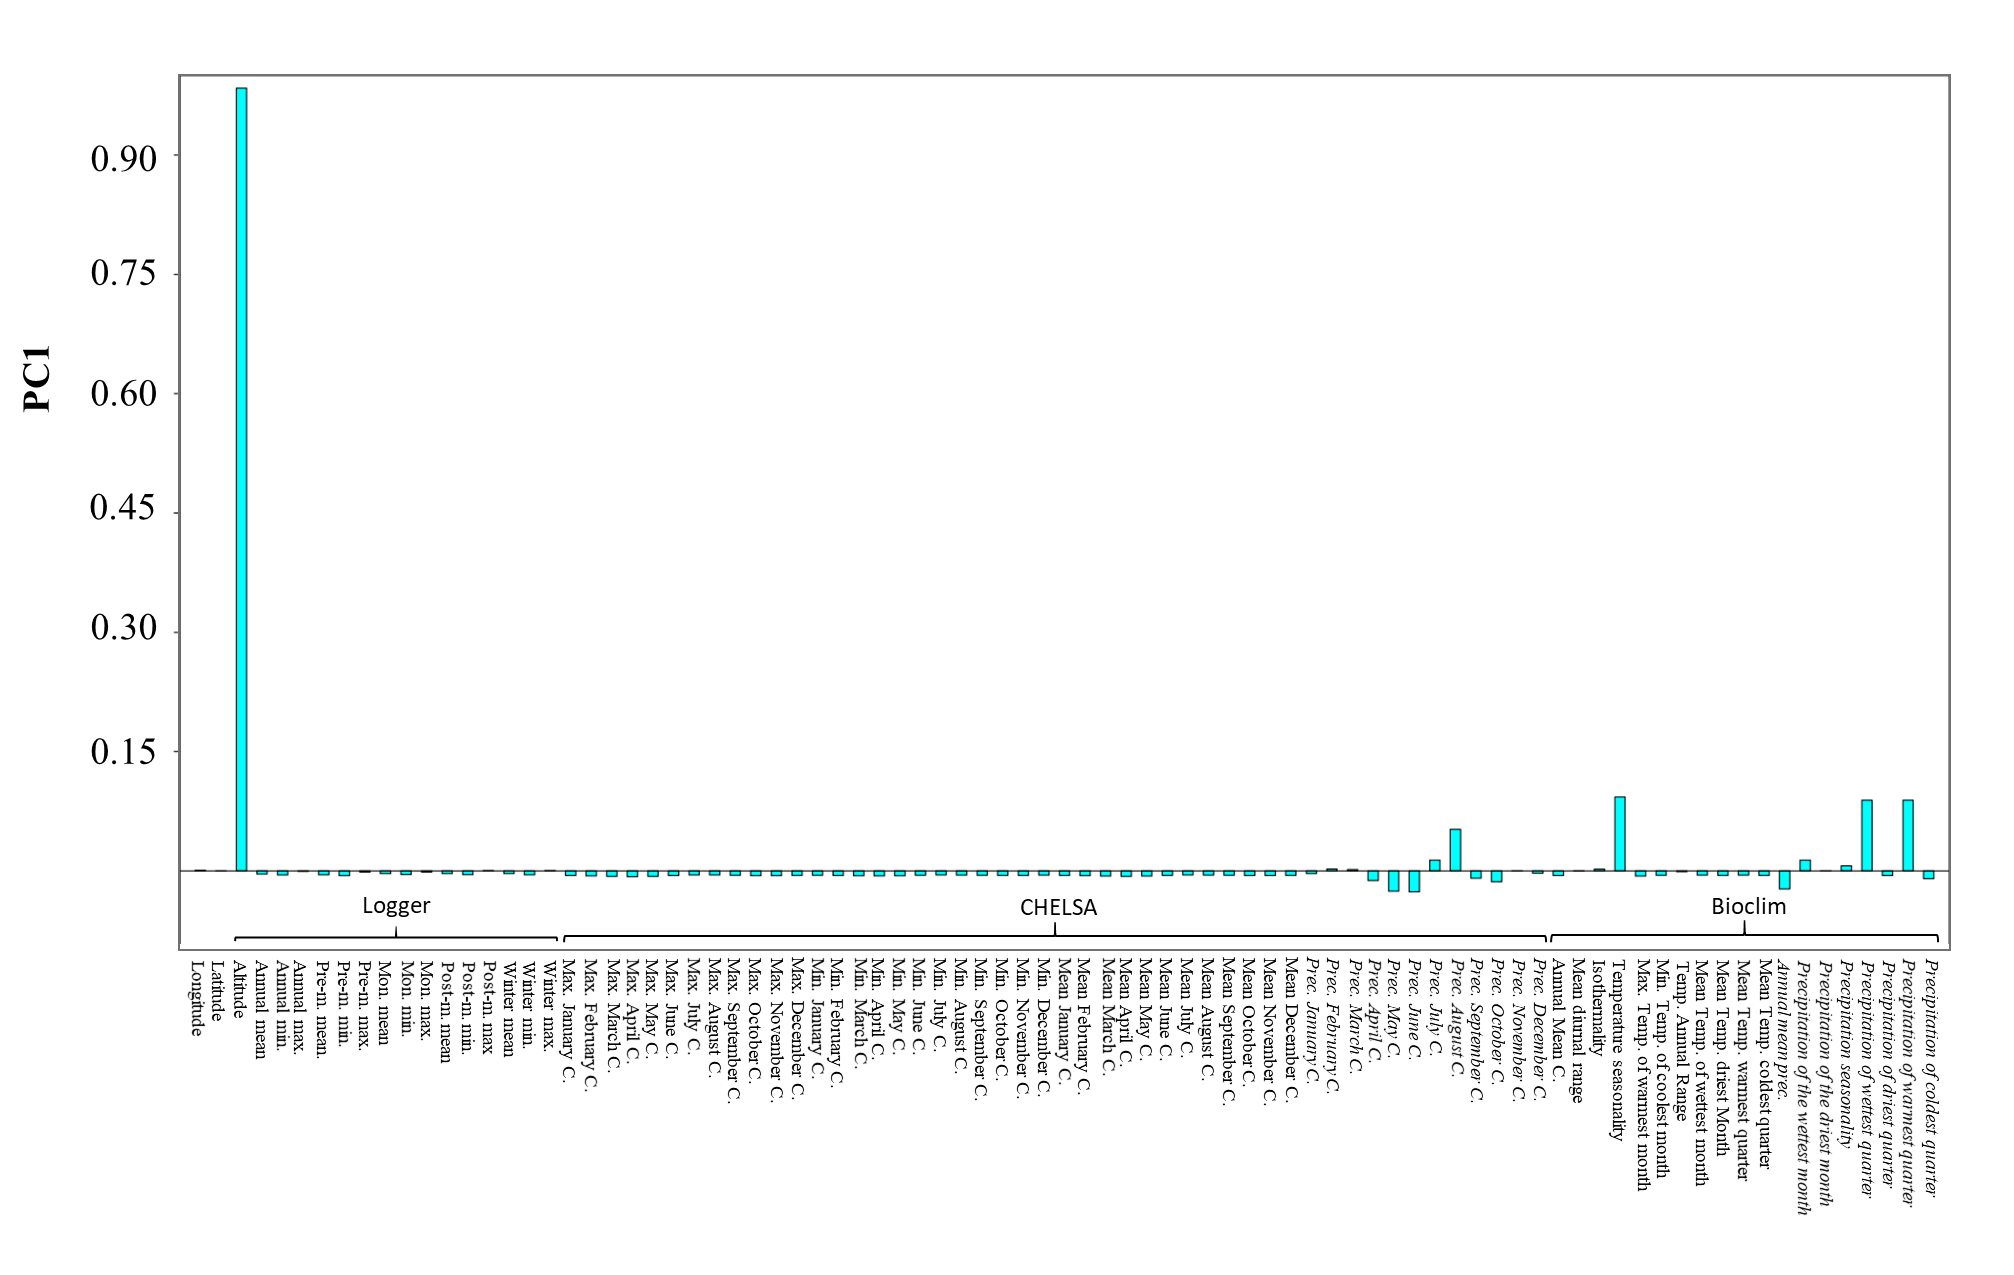 PC1
0.90
0.75
0.60
0.45
0.30
0.15
Logger
CHELSA
Bioclim
Longitude
Latitude
Altitude
Annual mean
Annual min.
Annual max.
Pre-m. mean.
Pre-m. min.
Pre-m. max.
Mon. mean
Mon. min.
Mon. max.
Post-m. mean
Post-m. min.
Post-m. max
Winter mean
Winter min.
Winter max.
Max. January C.
Max. February C.
Max. March C.
Max. April C.
Max. May C.
Max. June C.
Max. July C.
Max. August C.
Max. September C.
Max. October C.
Max. November C.
Max. December C.
Min. January C.
Min. February C.
Min. March C.
Min. April C.
Min. May C.
Min. June C.
Min. July C.
Min. August C.
Min. September C.
Min. October C.
Min. November C.
Min. December C.
Mean January C.
Mean February C.
Mean March C.
Mean April C.
Mean May C.
Mean June C.
Mean July C.
Mean August C.
Mean September C.
Mean October C.
Mean November C.
Mean December C.
Prec. January C.
Prec. February C.
Prec. March C.
Prec. April C.
Prec. May C.
Prec. June C.
Prec. July C.
Prec. August C.
Prec. September C.
Prec. October C.
Prec. November C.
Prec. December C.
Annual Mean C.
Mean diurnal range
Isothermality
Temperature seasonality
Max. Temp. of warmest month
Min. Temp. of coolest month
Temp. Annual Range
Mean Temp. of wettest month
Mean Temp. driest Month
Mean Temp. warmest quarter
Mean Temp. coldest quarter
Annual mean prec.
Precipitation of the wettest month
Precipitation of the driest month
Precipitation seasonality
Precipitation of wettest quarter
Precipitation of driest quarter
Precipitation of warmest quarter
Precipitation of coldest quarter